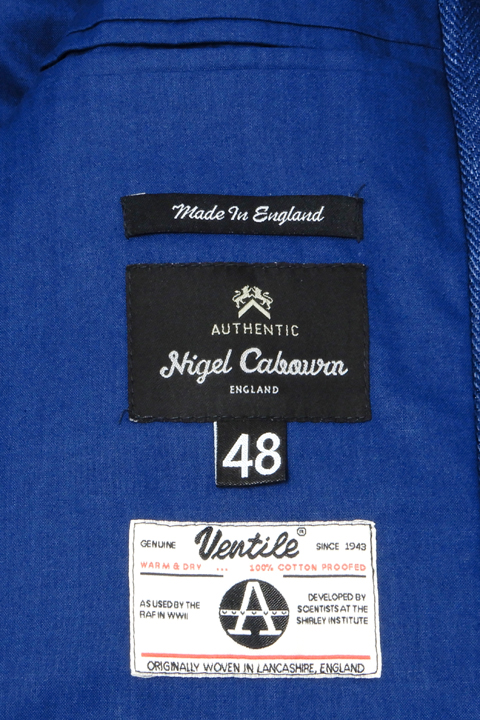 Made In England
AUTHENTIC
Nigel Cabourn
ENGLAND
48
GENUINE Ventile® SINCE 1943
WARM & DRY ... 100% COTTON PROOFED
AS USED BY THE
RAF IN WWII
A
DEVELOPED BY
SCIENTISTS AT THE
SHIRLEY INSTITUTE
ORIGINALLY WOVEN IN LANCASHIRE, ENGLAND